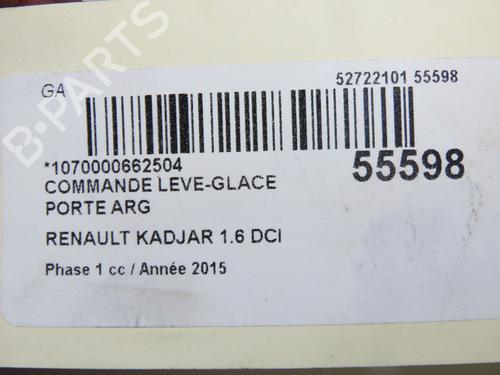 GA
52722101 55598
*1070000662504
55598
COMMANDE LEVE-GLACE
PORTE ARG
RENAULT KADJAR 1.6 DCI
Phase 1 cc / Année 2015
B-PARTS